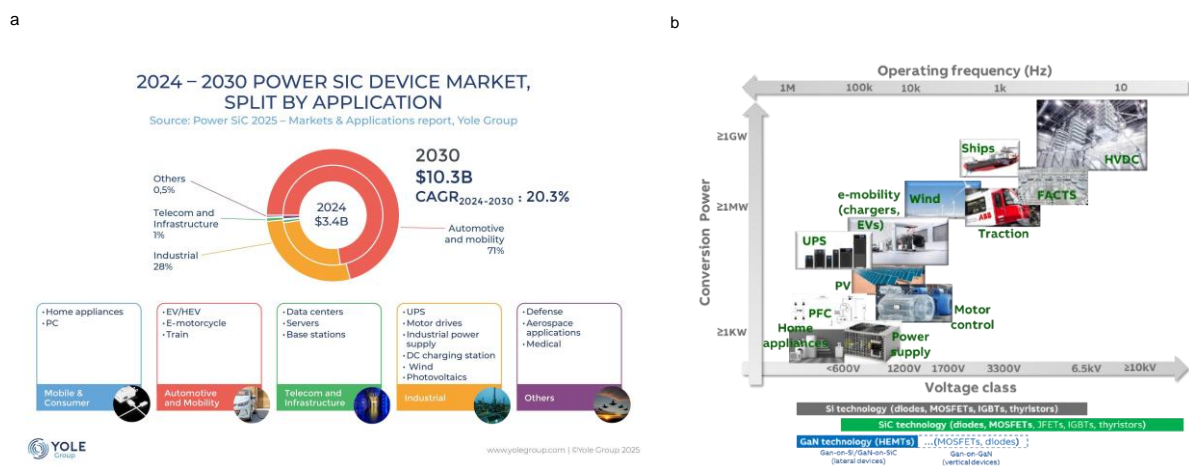 a
2024 – 2030 POWER SIC DEVICE MARKET,
SPLIT BY APPLICATION
Source: Power SiC 2025 – Markets & Applications report, Yole Group
2030
$10.3B
CAGR2024-2030 : 20.3%
2024
$3.4B
Others
0,5%
Telecom and
Infrastructure
1%
Industrial
28%
Automotive
and mobility
71%
•Home appliances
•PC
Mobile &
Consumer
•EV/HEV
•E-motorcycle
•Train
Automotive
and Mobility
•Data centers
•Servers
•Base stations
Telecom and
Infrastructure
•UPS
•Motor drives
•Industrial power
supply
•DC charging station
•Wind
•Photovoltaics
Industrial
•Defense
•Aerospace
applications
•Medical
Others
YOLE
Group
www.yolegroup.com | ©Yole Group 2025
b
Operating frequency (Hz)
1M 100k 10k 1k 10
Conversion Power
≥1GW
≥1MW
≥1KW
HVDC
Ships
FACTS
Wind
Traction
e-mobility
(chargers,
EVs)
UPS
PV
PFC
Motor
control
Home
appliances
Power
supply
<600V 1200V 1700V 3300V 6.5kV ≥10kV
Voltage class
Si technology (diodes, MOSFETs, IGBTs, thyristors)
SiC technology (diodes, MOSFETs, JFETs, IGBTs, thyristors)
GaN technology (HEMTs) ...(MOSFETs, diodes)
Gan-on-Si/GaN-on-SiC
(lateral devices)
Gan-on-GaN
(vertical devices)